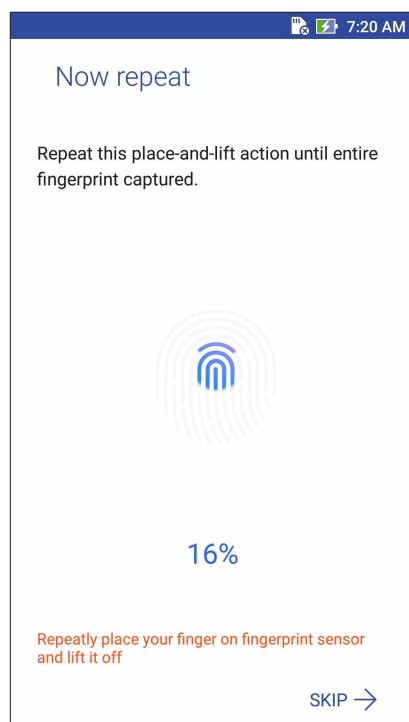 7:20 AM
Now repeat
Repeat this place-and-lift action until entire
fingerprint captured.
16%
Repeatly place your finger on fingerprint sensor
and lift it off
SKIP